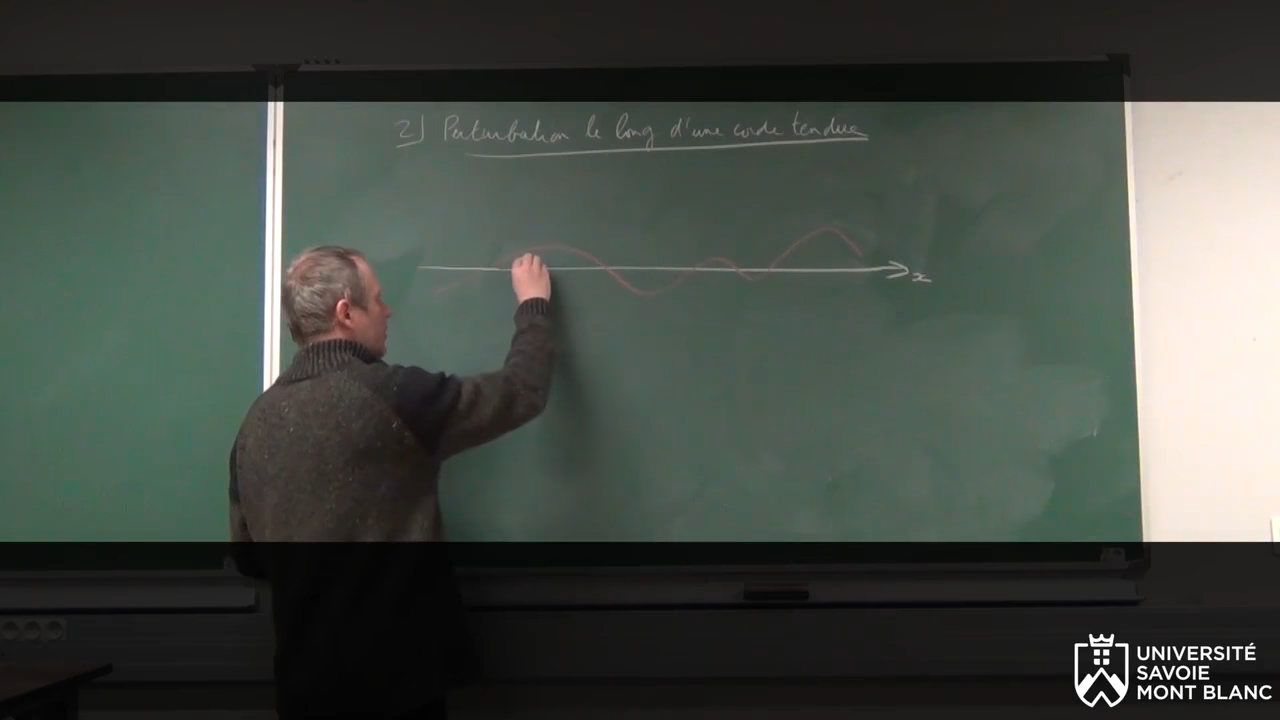 2) Perturbation le long d'une corde tendue
x
UNIVERSITÉ
SAVOIE
MONT BLANC